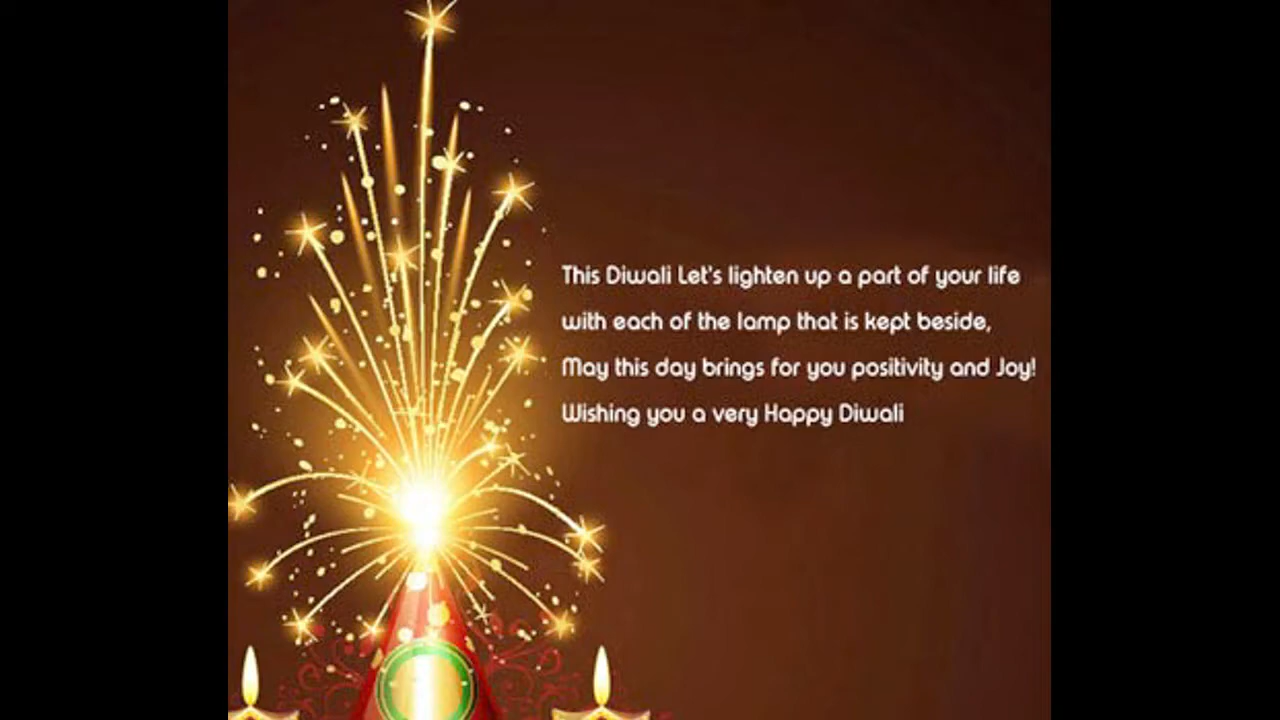 This Diwali Let's lighten up a part of your life
with each of the lamp that is kept beside,
May this day brings for you positivity and Joy!
Wishing you a very Happy Diwali